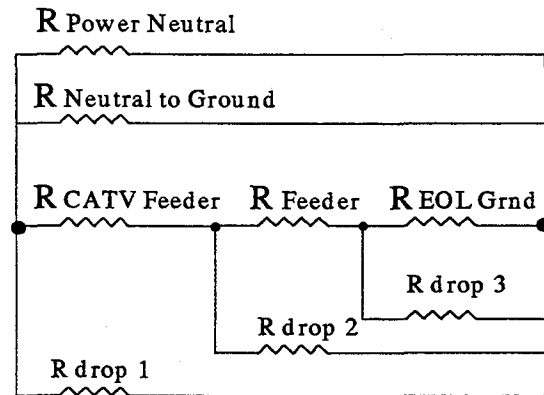 R Power Neutral
R Neutral to Ground
R CATV Feeder R Feeder R EOL Grnd
R drop 3
R drop 2
R drop 1